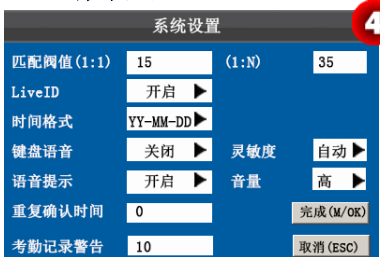 4
系统设置
匹配阀值(1:1) 15 (1:N) 35
LiveID 开启
时间格式 YY-MM-DD
键盘语音 关闭 灵敏度 自动
语音提示 开启 音量 高
重复确认时间 0 完成(M/OK)
考勤记录警告 10 取消(ESC)